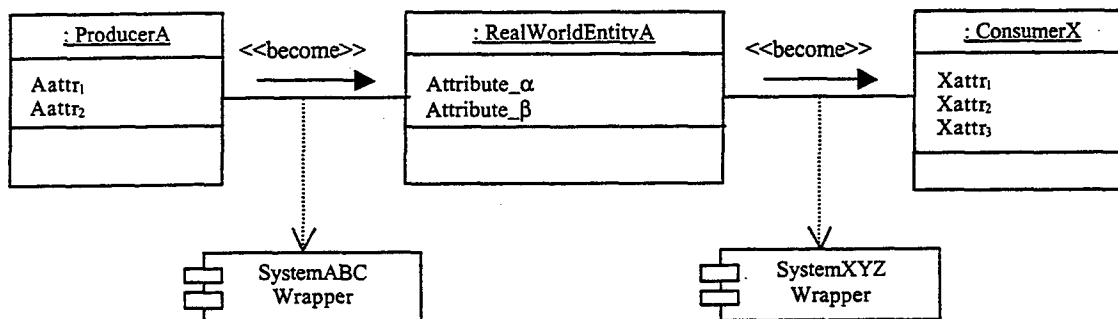 : ProducerA
<<become>>
: RealWorldEntityA
<<become>>
: ConsumerX
Aattr₁
Aattr₂
Attribute_α
Attribute_β
Xattr₁
Xattr₂
Xattr₃
SystemABC
Wrapper
SystemXYZ
Wrapper